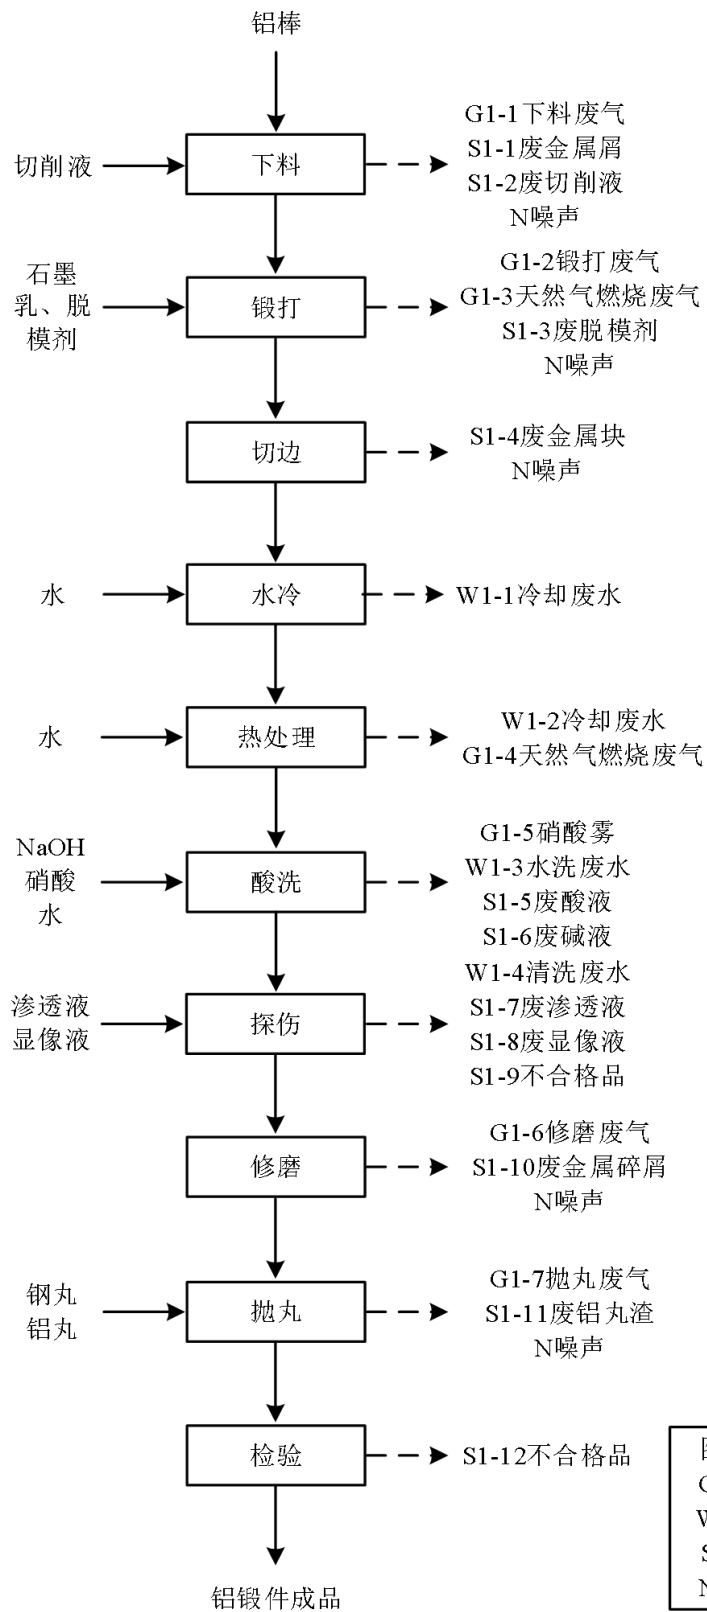 铝棒
切削液
下料
G1-1下料废气
S1-1废金属屑
S1-2废切削液
N噪声
石墨
乳、脱
模剂
锻打
G1-2锻打废气
G1-3天然气燃烧废气
S1-3废脱模剂
N噪声
切边
S1-4废金属块
N噪声
水
水冷
W1-1冷却废水
水
热处理
W1-2冷却废水
G1-4天然气燃烧废气
NaOH
硝酸
水
酸洗
G1-5硝酸雾
W1-3水洗废水
S1-5废酸液
S1-6废碱液
渗透液
显像液
探伤
W1-4清洗废水
S1-7废渗透液
S1-8废显像液
S1-9不合格品
修磨
G1-6修磨废气
S1-10废金属碎屑
N噪声
钢丸
铝丸
抛丸
G1-7抛丸废气
S1-11废铝丸渣
N噪声
检验
S1-12不合格品
铝锻件成品
S
N